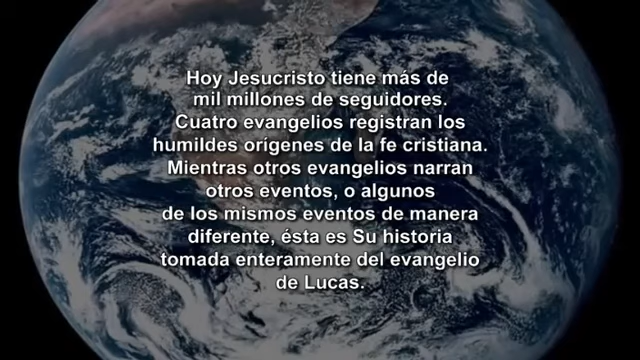 Hoy Jesucristo tiene más de
mil millones de seguidores.
Cuatro evangelios registran los
humildes orígenes de la fe cristiana.
Mientras otros evangelios narran
otros eventos, o algunos
de los mismos eventos de manera
diferente, ésta es Su historia
tomada enteramente del evangelio
de Lucas.